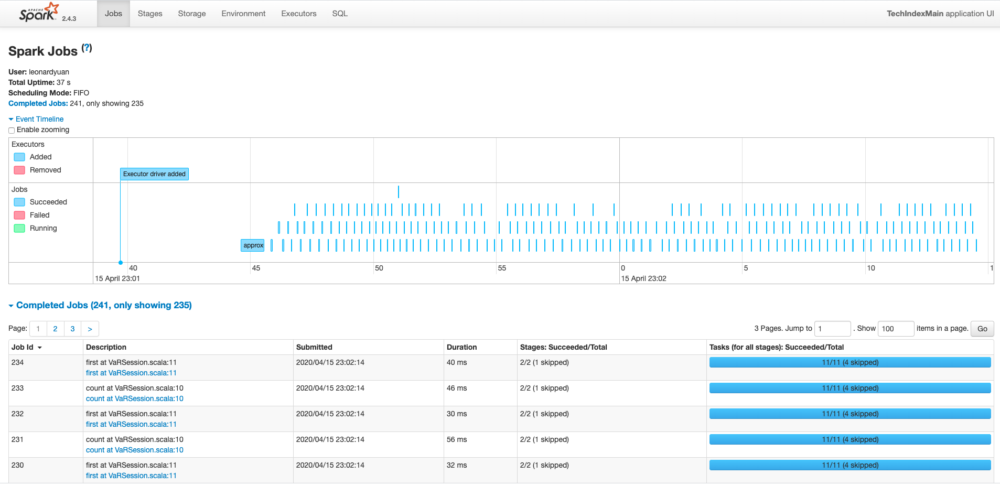 APACHE Spark 2.4.3 Jobs Stages Storage Environment Executors SQL TechIndexMain application UI
Spark Jobs (?)
User: leonardyuan
Total Uptime: 37 s
Scheduling Mode: FIFO
Completed Jobs: 241, only showing 235
Event Timeline
Enable zooming
Executors
Added
Removed
Executor driver added
Jobs
Succeeded
Failed
Running
approx
40 45 50 55 0 5 10 1
15 April 23:01 15 April 23:02
Completed Jobs (241, only showing 235)
Page: 1 2 3 > 3 Pages. Jump to 1 . Show 100 items in a page. Go
Job Id Description Submitted Duration Stages: Succeeded/Total Tasks (for all stages): Succeeded/Total
234 first at VaRSession.scala:11 2020/04/15 23:02:14 40 ms 2/2 (1 skipped) 11/11 (4 skipped)
first at VaRSession.scala:11
233 count at VaRSession.scala:10 2020/04/15 23:02:14 46 ms 2/2 (1 skipped) 11/11 (4 skipped)
count at VaRSession.scala:10
232 first at VaRSession.scala:11 2020/04/15 23:02:14 30 ms 2/2 (1 skipped) 11/11 (4 skipped)
first at VaRSession.scala:11
231 count at VaRSession.scala:10 2020/04/15 23:02:14 56 ms 2/2 (1 skipped) 11/11 (4 skipped)
count at VaRSession.scala:10
230 first at VaRSession.scala:11 2020/04/15 23:02:14 32 ms 2/2 (1 skipped) 11/11 (4 skipped)
first at VaRSession.scala:11